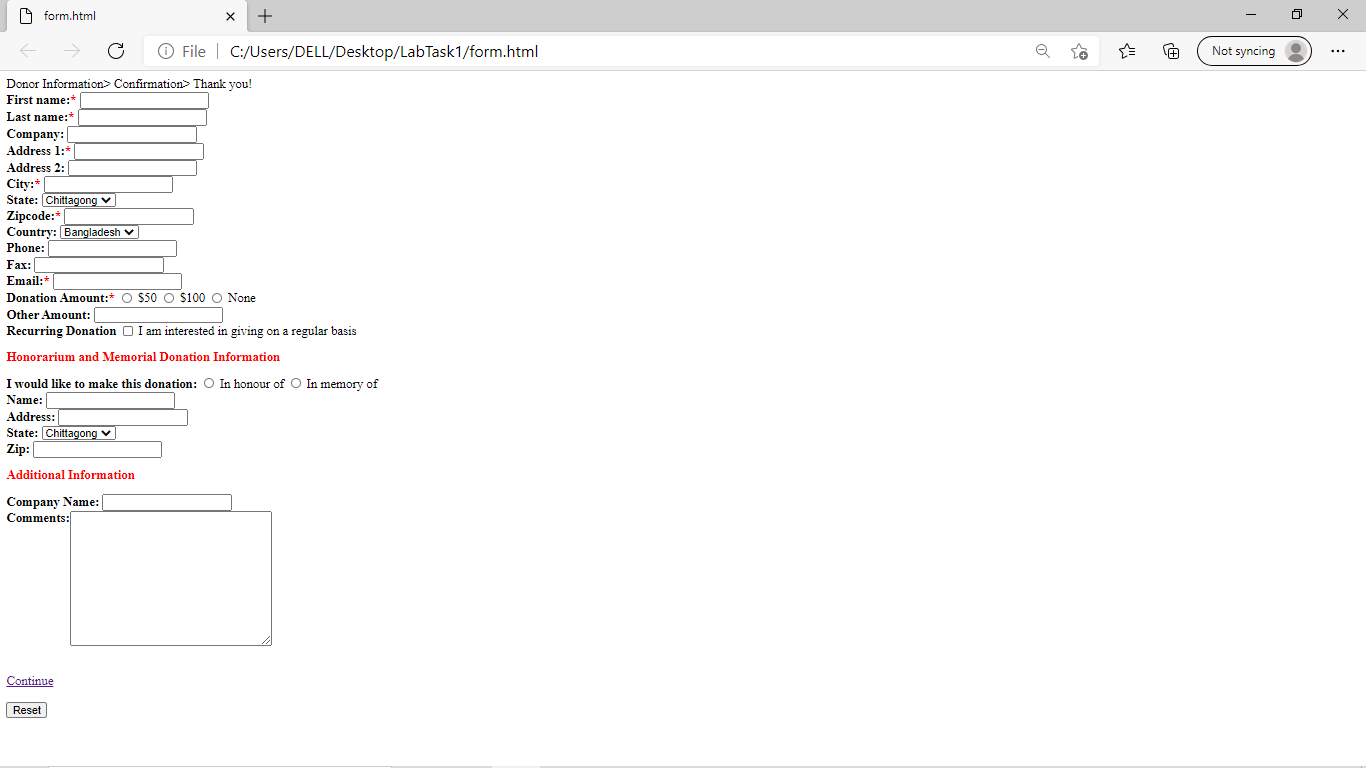 form.html
File C:/Users/DELL/Desktop/LabTask1/form.html Not syncing
Donor Information> Confirmation> Thank you!
First name:*
Last name:*
Company:
Address 1:*
Address 2:
City:*
State: Chittagong
Zipcode:*
Country: Bangladesh
Phone:
Fax:
Email:*
Donation Amount:* $50 $100 None
Other Amount:
Recurring Donation I am interested in giving on a regular basis
Honorarium and Memorial Donation Information
I would like to make this donation: In honour of In memory of
Name:
Address:
State: Chittagong
Zip:
Additional Information
Company Name:
Comments:
Continue
Reset